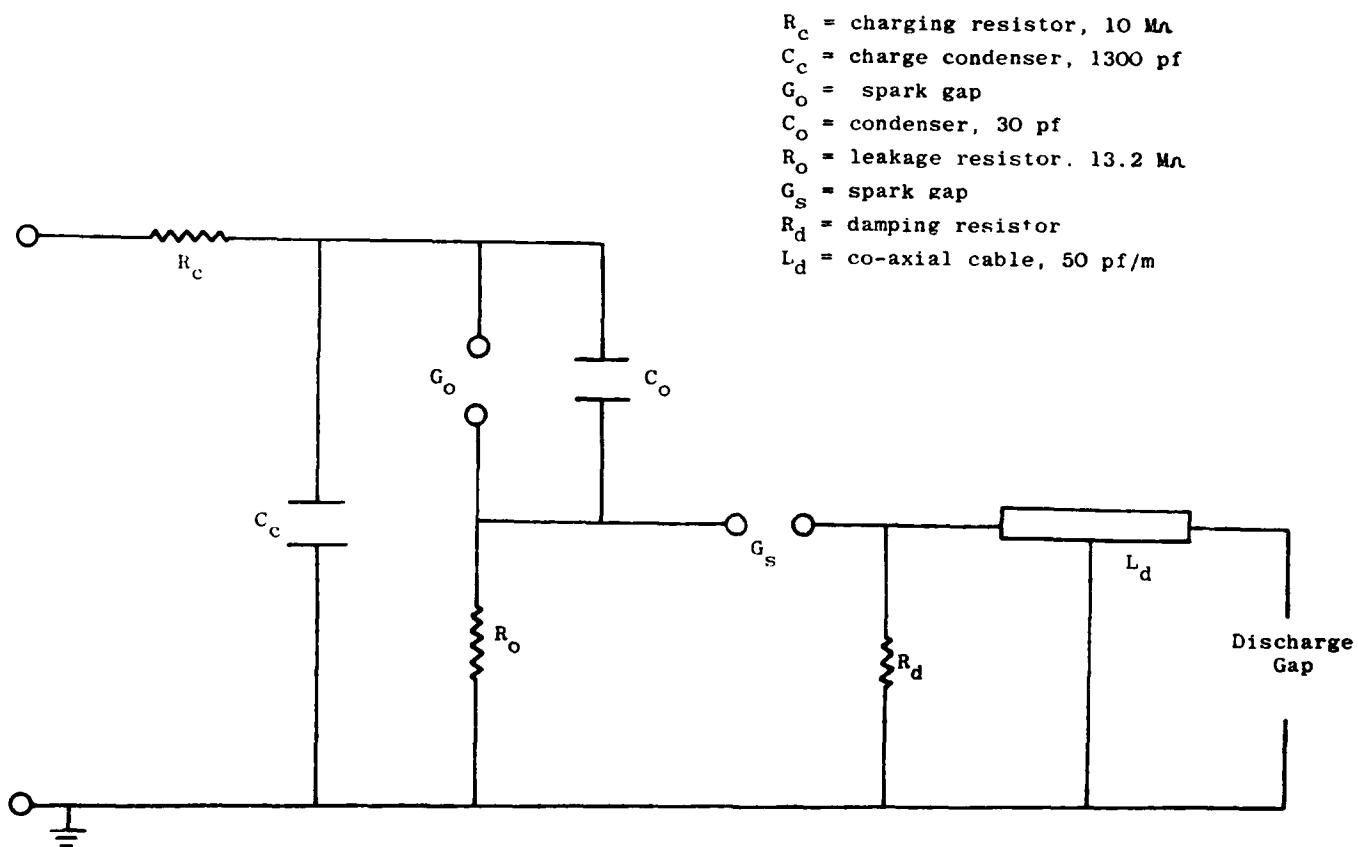 R_c = charging resistor, 10 MΩ
C_c = charge condenser, 1300 pf
G_o = spark gap
C_o = condenser, 30 pf
R_o = leakage resistor. 13.2 MΩ
G_s = spark gap
R_d = damping resistor
L_d = co-axial cable, 50 pf/m
R_c
G_o
C_o
C_c
G_s
L_d
R_o
R_d
Discharge
Gap